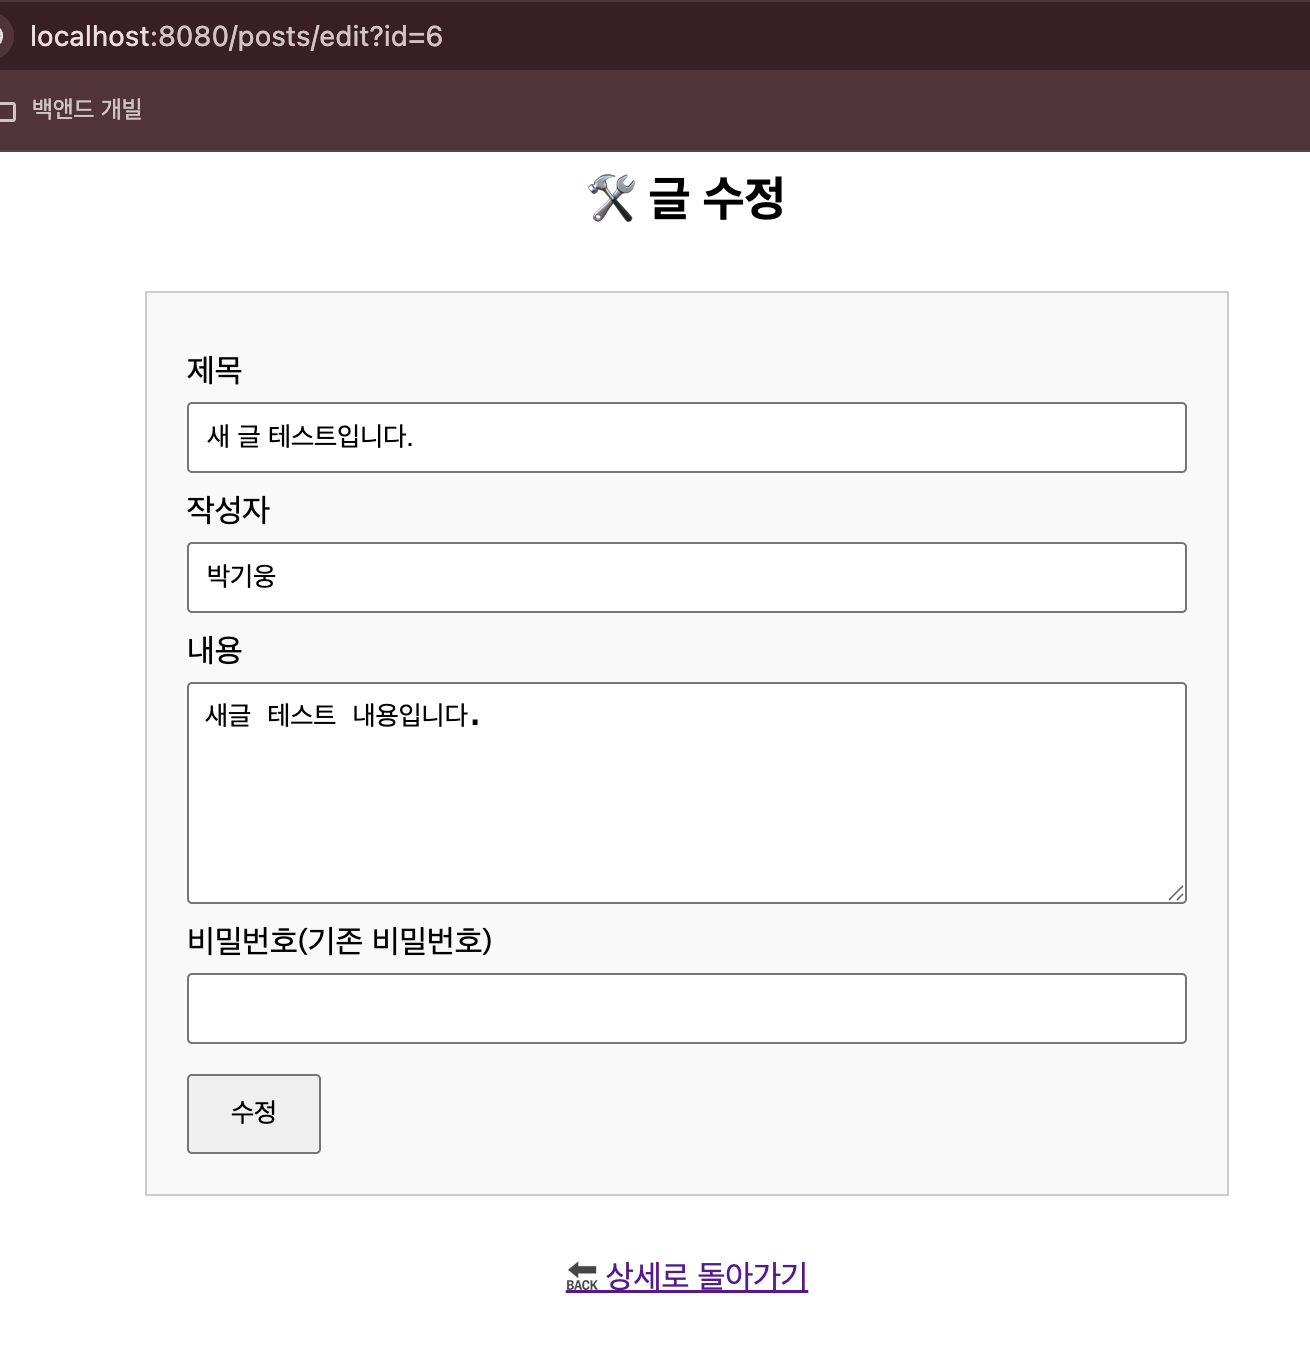 localhost:8080/posts/edit?id=6
백앤드 개빌
🛠 글 수정
제목
새 글 테스트입니다.
작성자
박기웅
내용
새글 테스트 내용입니다.
비밀번호(기존 비밀번호)
수정
🔙 상세로 돌아가기